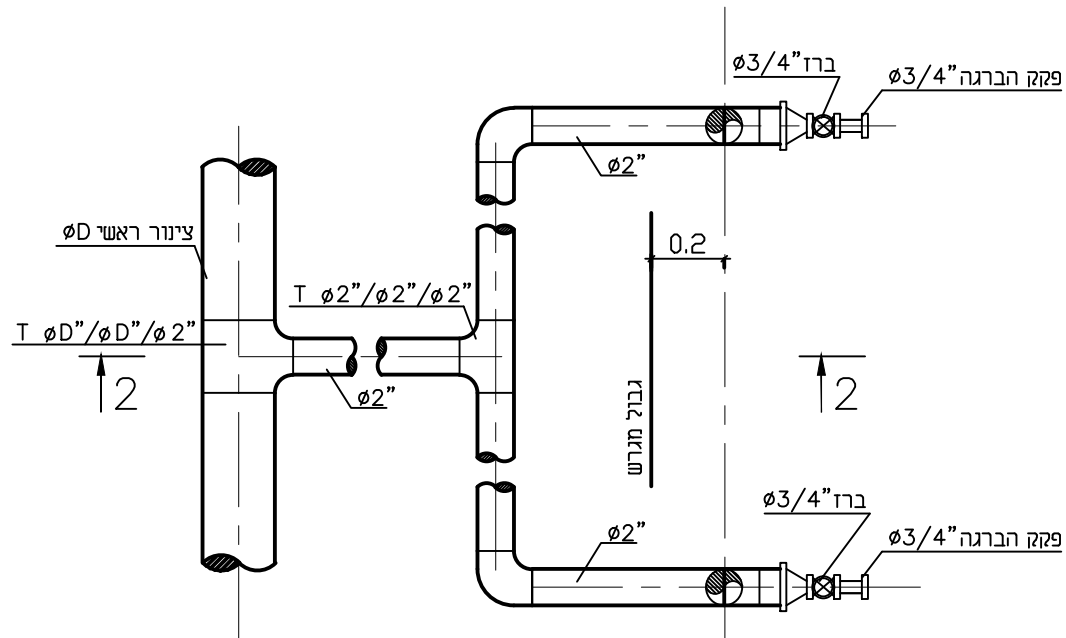 ברז ø3/4”
פקק הברגה ø3/4”
ø2”
צינור ראשי øD
0.2
T ø2”/ø2”/ø2”
T øD”/øD”/ø2”
2
2
ø2”
גבול מגרש
ברז ø3/4”
פקק הברגה ø3/4”
ø2”